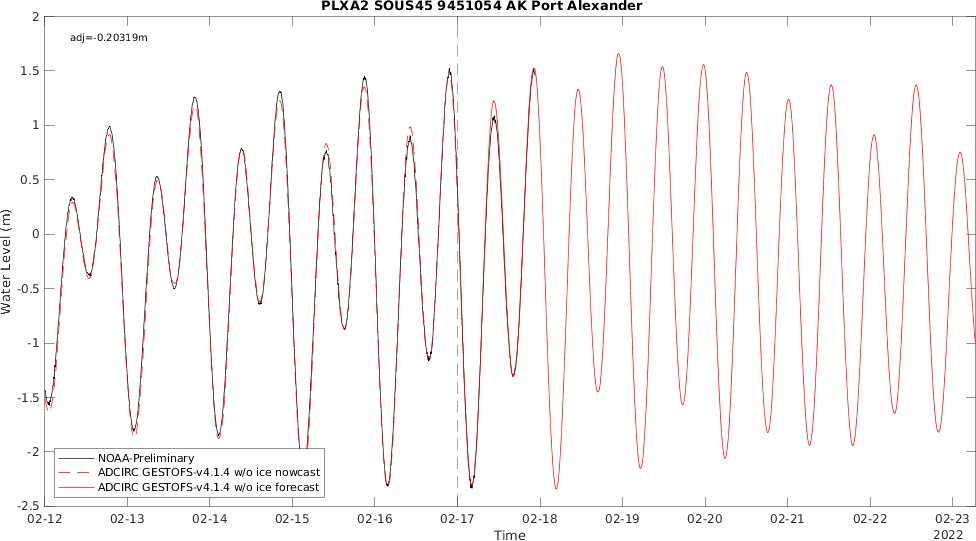 PLXA2 SOUS45 9451054 AK Port Alexander
adj=-0.20319m
Water Level (m)
2
1.5
1
0.5
0
-0.5
-1
-1.5
-2
-2.5
NOAA-Preliminary
ADCIRC GESTOFS-v4.1.4 w/o ice nowcast
ADCIRC GESTOFS-v4.1.4 w/o ice forecast
02-12 02-13 02-14 02-15 02-16 02-17 02-18 02-19 02-20 02-21 02-22 02-23
2022
Time